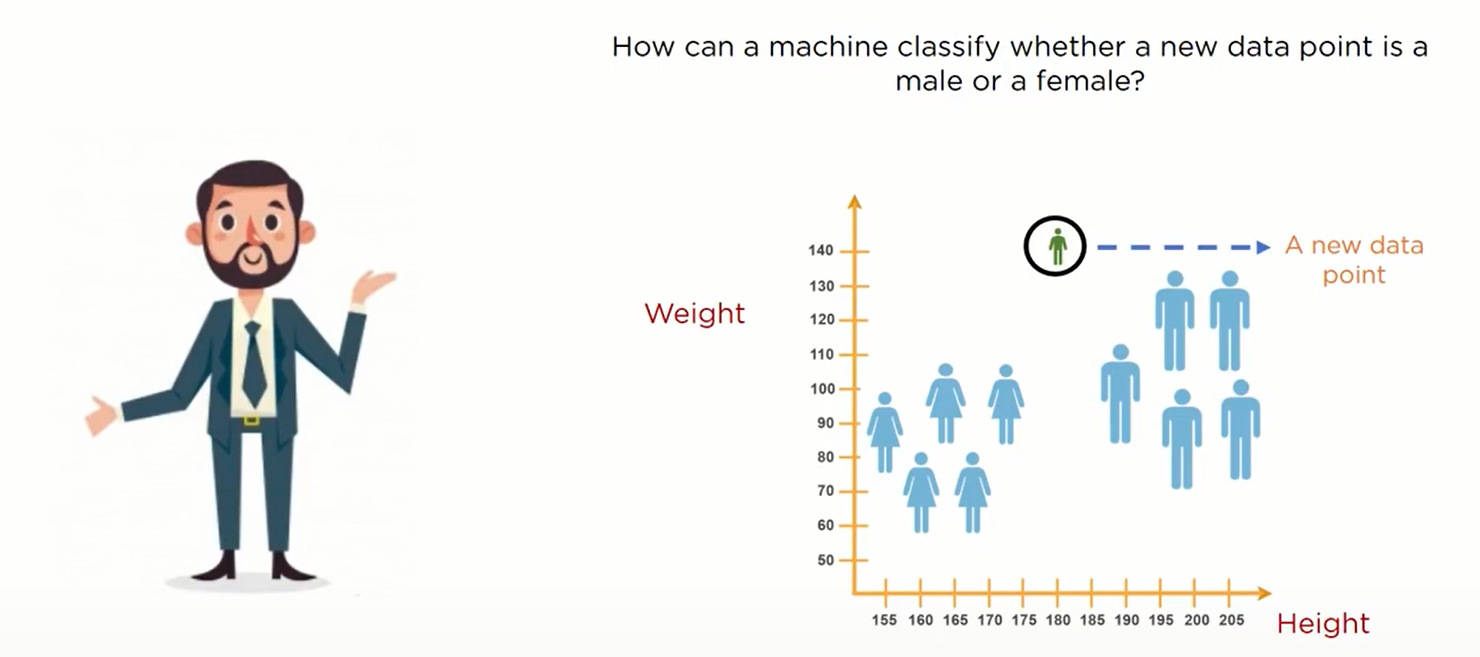 How can a machine classify whether a new data point is a
male or a female?
140
A new data
point
130
Weight
120
110
100
90
80
70
60
50
155 160 165 170 175 180 185 190 195 200 205
Height